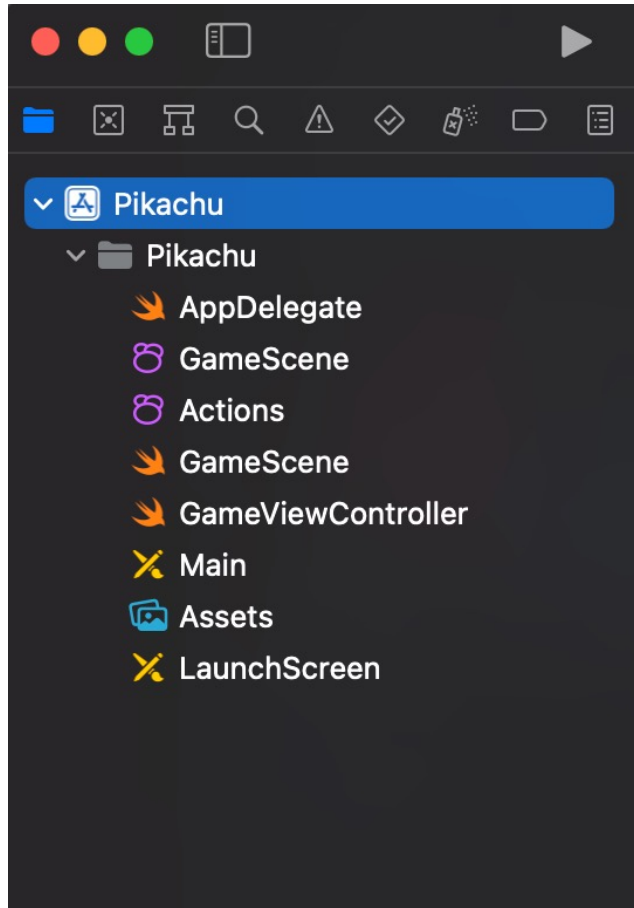 Pikachu
Pikachu
AppDelegate
GameScene
Actions
GameScene
GameViewController
Main
Assets
LaunchScreen